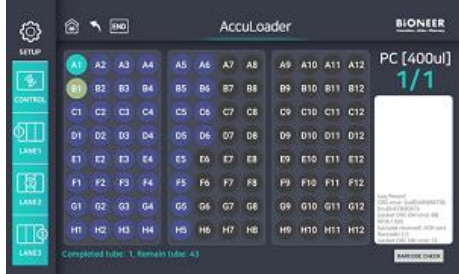 END
AccuLoader
BIONEER
SETUP
CONTROL
LANE1
LANE2
LANE3
A1 A2 A3 A4 A5 A6 A7 A8 A9 A10 A11 A12
B1 B2 B3 B4 B5 B6 B7 B8 B9 B10 B11 B12
C1 C2 C3 C4 C5 C6 C7 C8 C9 C10 C11 C12
D1 D2 D3 D4 D5 D6 D7 D8 D9 D10 D11 D12
E1 E2 E3 E4 E5 E6 E7 E8 E9 E10 E11 E12
F1 F2 F3 F4 F5 F6 F7 F8 F9 F10 F11 F12
G1 G2 G3 G4 G5 G6 G7 G8 G9 G10 G11 G12
H1 H2 H3 H4 H5 H6 H7 H8 H9 H10 H11 H12
Completed tube: 1, Remain tube: 43
PC [400ul]
1/1
BARCODE CHECK